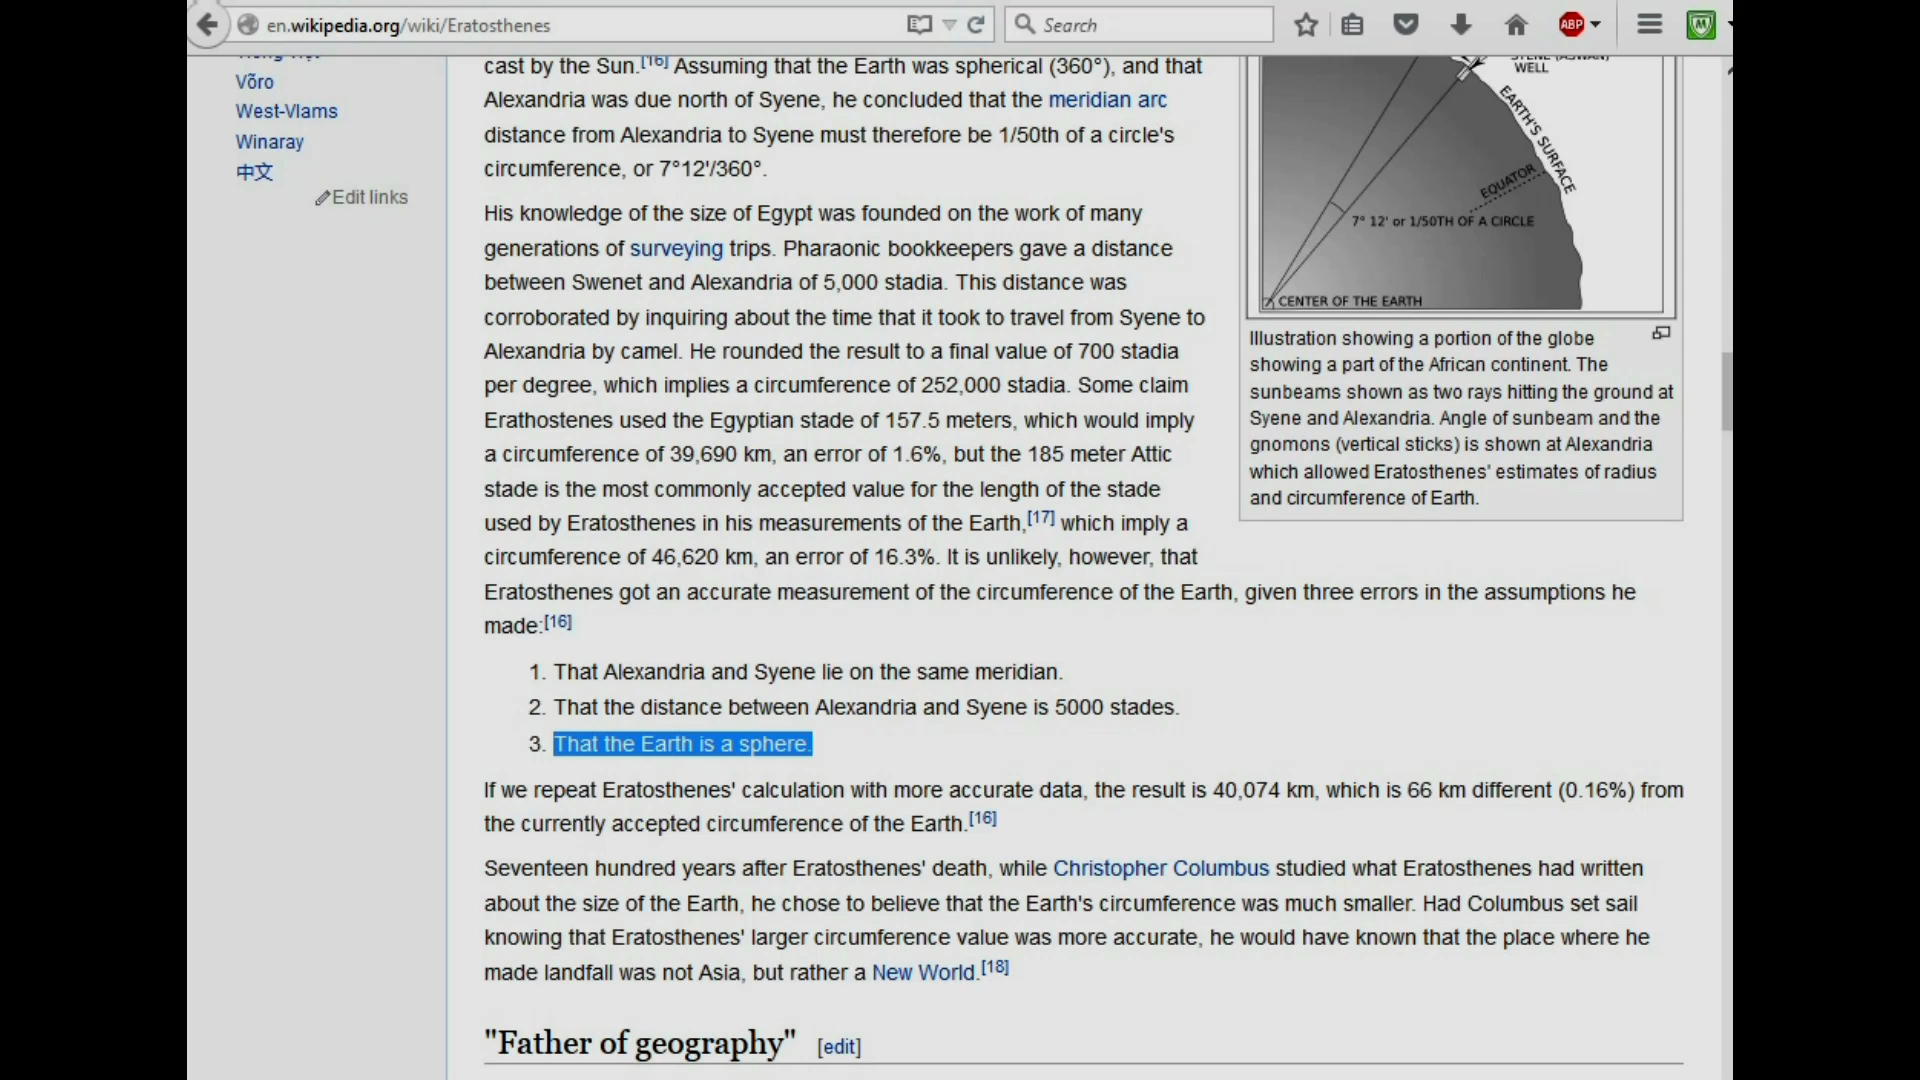 en.wikipedia.org/wiki/Eratosthenes
Search
ABP
Võro
West-Vlams
Winaray
中文
Edit links
cast by the Sun.[16] Assuming that the Earth was spherical (360°), and that
Alexandria was due north of Syene, he concluded that the meridian arc
distance from Alexandria to Syene must therefore be 1/50th of a circle's
circumference, or 7°12'/360°.
His knowledge of the size of Egypt was founded on the work of many
generations of surveying trips. Pharaonic bookkeepers gave a distance
between Swenet and Alexandria of 5,000 stadia. This distance was
corroborated by inquiring about the time that it took to travel from Syene to
Alexandria by camel. He rounded the result to a final value of 700 stadia
per degree, which implies a circumference of 252,000 stadia. Some claim
Erathostenes used the Egyptian stade of 157.5 meters, which would imply
a circumference of 39,690 km, an error of 1.6%, but the 185 meter Attic
stade is the most commonly accepted value for the length of the stade
used by Eratosthenes in his measurements of the Earth,[17] which imply a
circumference of 46,620 km, an error of 16.3%. It is unlikely, however, that
Eratosthenes got an accurate measurement of the circumference of the Earth, given three errors in the assumptions he
made:[16]
1. That Alexandria and Syene lie on the same meridian.
2. That the distance between Alexandria and Syene is 5000 stades.
3. That the Earth is a sphere.
If we repeat Eratosthenes' calculation with more accurate data, the result is 40,074 km, which is 66 km different (0.16%) from
the currently accepted circumference of the Earth.[16]
Seventeen hundred years after Eratosthenes' death, while Christopher Columbus studied what Eratosthenes had written
about the size of the Earth, he chose to believe that the Earth's circumference was much smaller. Had Columbus set sail
knowing that Eratosthenes' larger circumference value was more accurate, he would have known that the place where he
made landfall was not Asia, but rather a New World.[18]
"Father of geography" [edit]
WELL
EARTH'S SURFACE
EQUATOR
7° 12' or 1/50TH OF A CIRCLE
CENTER OF THE EARTH
Illustration showing a portion of the globe
showing a part of the African continent. The
sunbeams shown as two rays hitting the ground at
Syene and Alexandria. Angle of sunbeam and the
gnomons (vertical sticks) is shown at Alexandria
which allowed Eratosthenes' estimates of radius
and circumference of Earth.